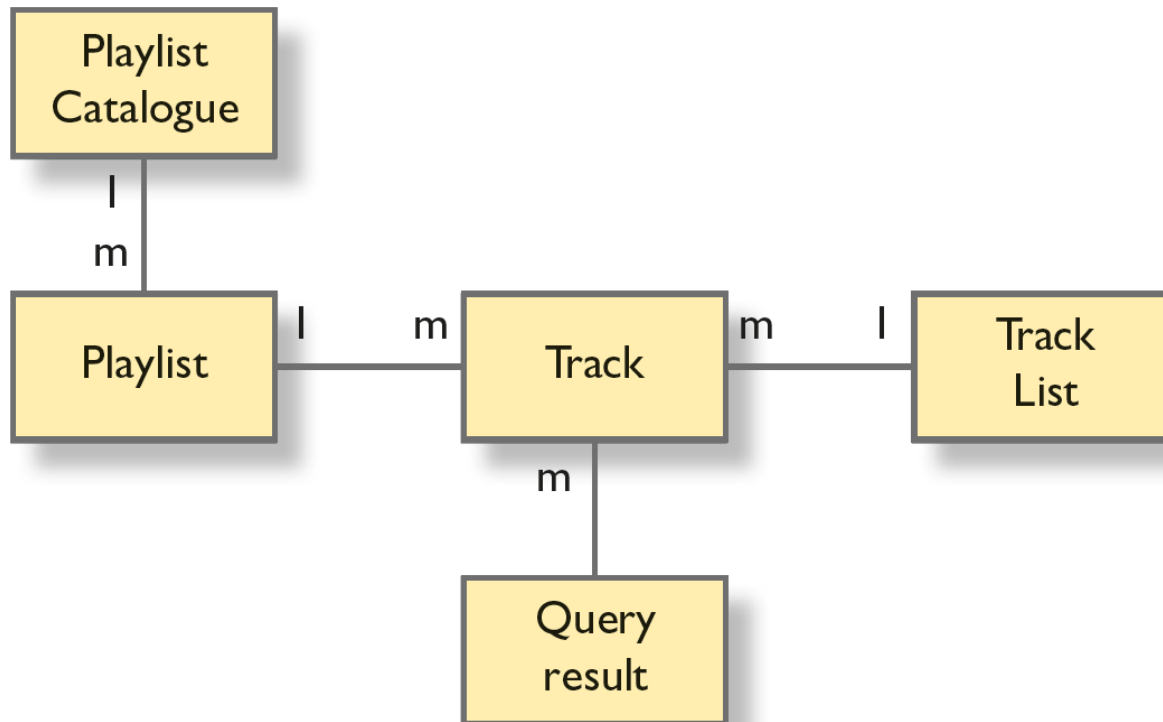 Playlist
Catalogue
1
m
Playlist
1
m
Track
m
1
Track
List
m
Query
result